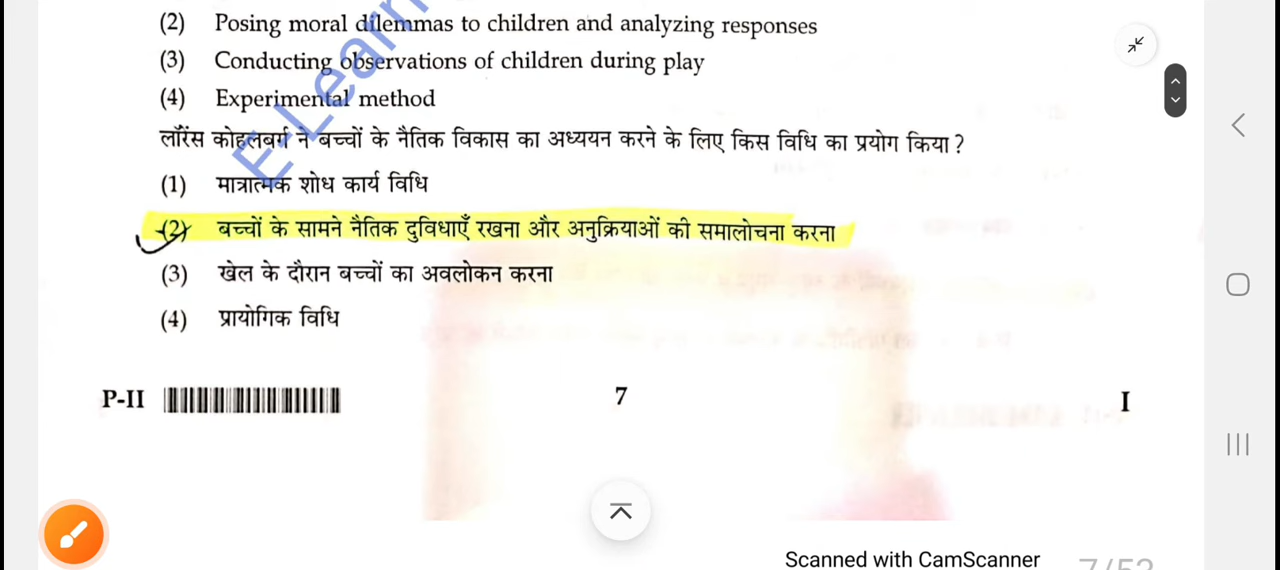 (2) Posing moral dilemmas to children and analyzing responses
(3) Conducting observations of children during play
(4) Experimental method
लॉरेंस कोहलबर्ग ने बच्चों के नैतिक विकास का अध्ययन करने के लिए किस विधि का प्रयोग किया ?
(1) मात्रात्मक शोध कार्य विधि
(2) बच्चों के सामने नैतिक दुविधाएँ रखना और अनुक्रियाओं की समालोचना करना
(3) खेल के दौरान बच्चों का अवलोकन करना
(4) प्रायोगिक विधि
P-II 7 I
Scanned with CamScanner
E-Learn